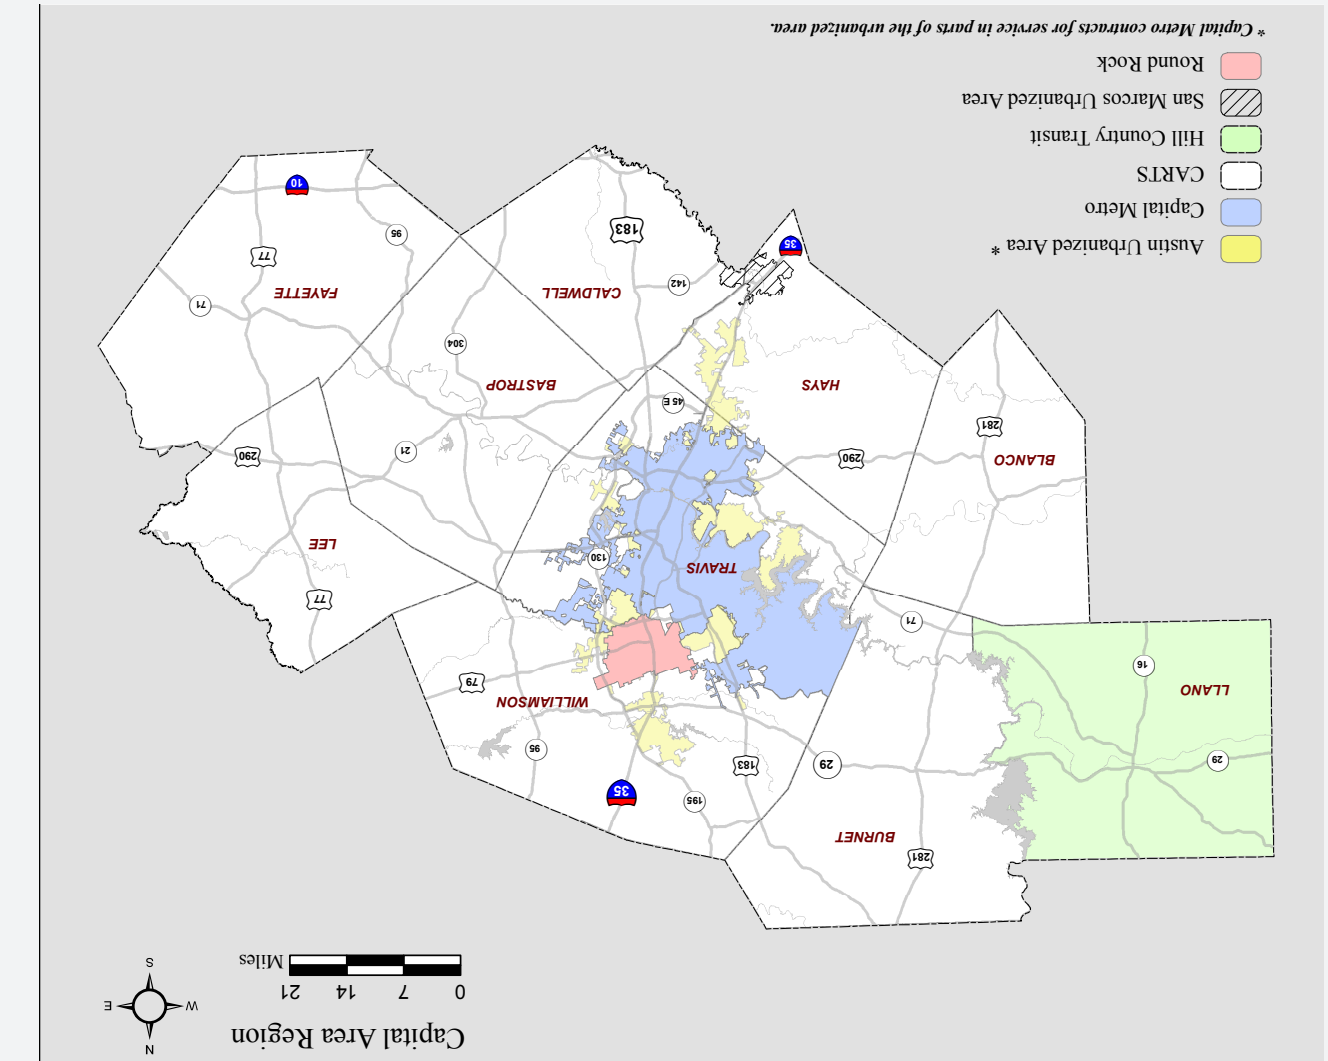 Capital Area Region
N
W
E
S
0 7 14 21
Miles
281
BURNET
195
35
29
183
29
95
WILLIAMSON
LLANO
79
16
71
77
TRAVIS
130
LEE
BLANCO
290
290
21
281
45 E
HAYS
BASTROP
304
71
CALDWELL
FAYETTE
142
77
35
95
183
10
Austin Urbanized Area *
Capital Metro
CARTS
Hill Country Transit
San Marcos Urbanized Area
Round Rock
* Capital Metro contracts for service in parts of the urbanized area.